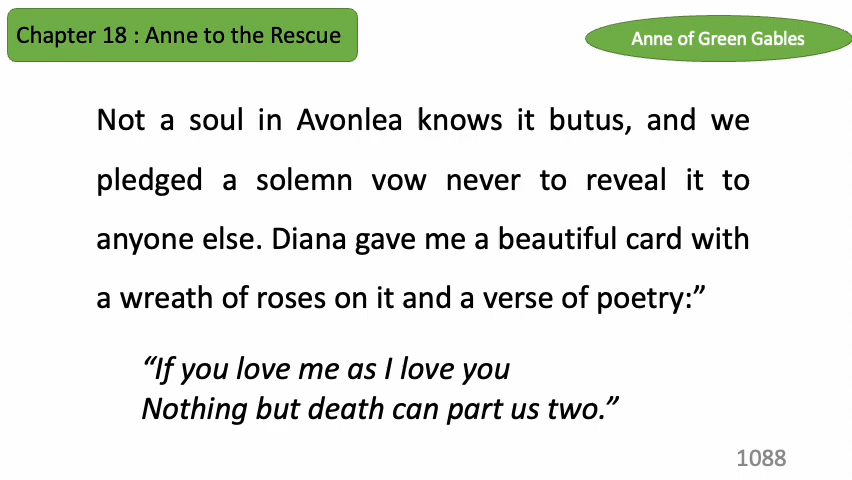 Chapter 18 : Anne to the Rescue
Anne of Green Gables
Not a soul in Avonlea knows it butus, and we
pledged a solemn vow never to reveal it to
anyone else. Diana gave me a beautiful card with
a wreath of roses on it and a verse of poetry:”
“If you love me as I love you
Nothing but death can part us two.”
1088